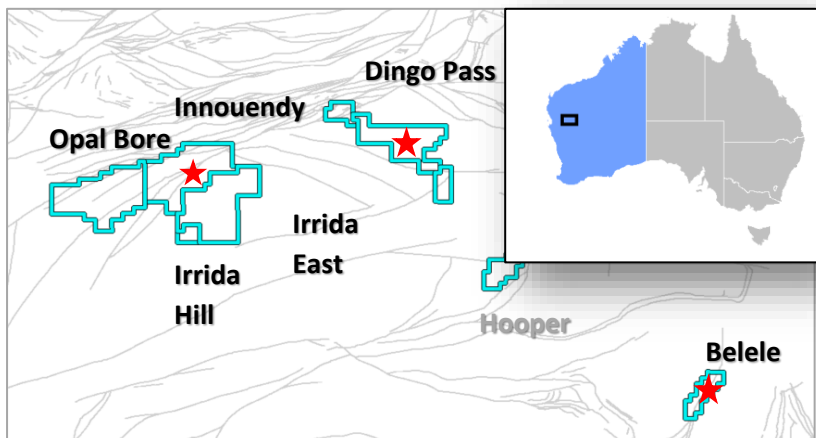 Dingo Pass
Innouendy
Opal Bore
Irrida
East
Irrida
Hill
Hooper
Belele